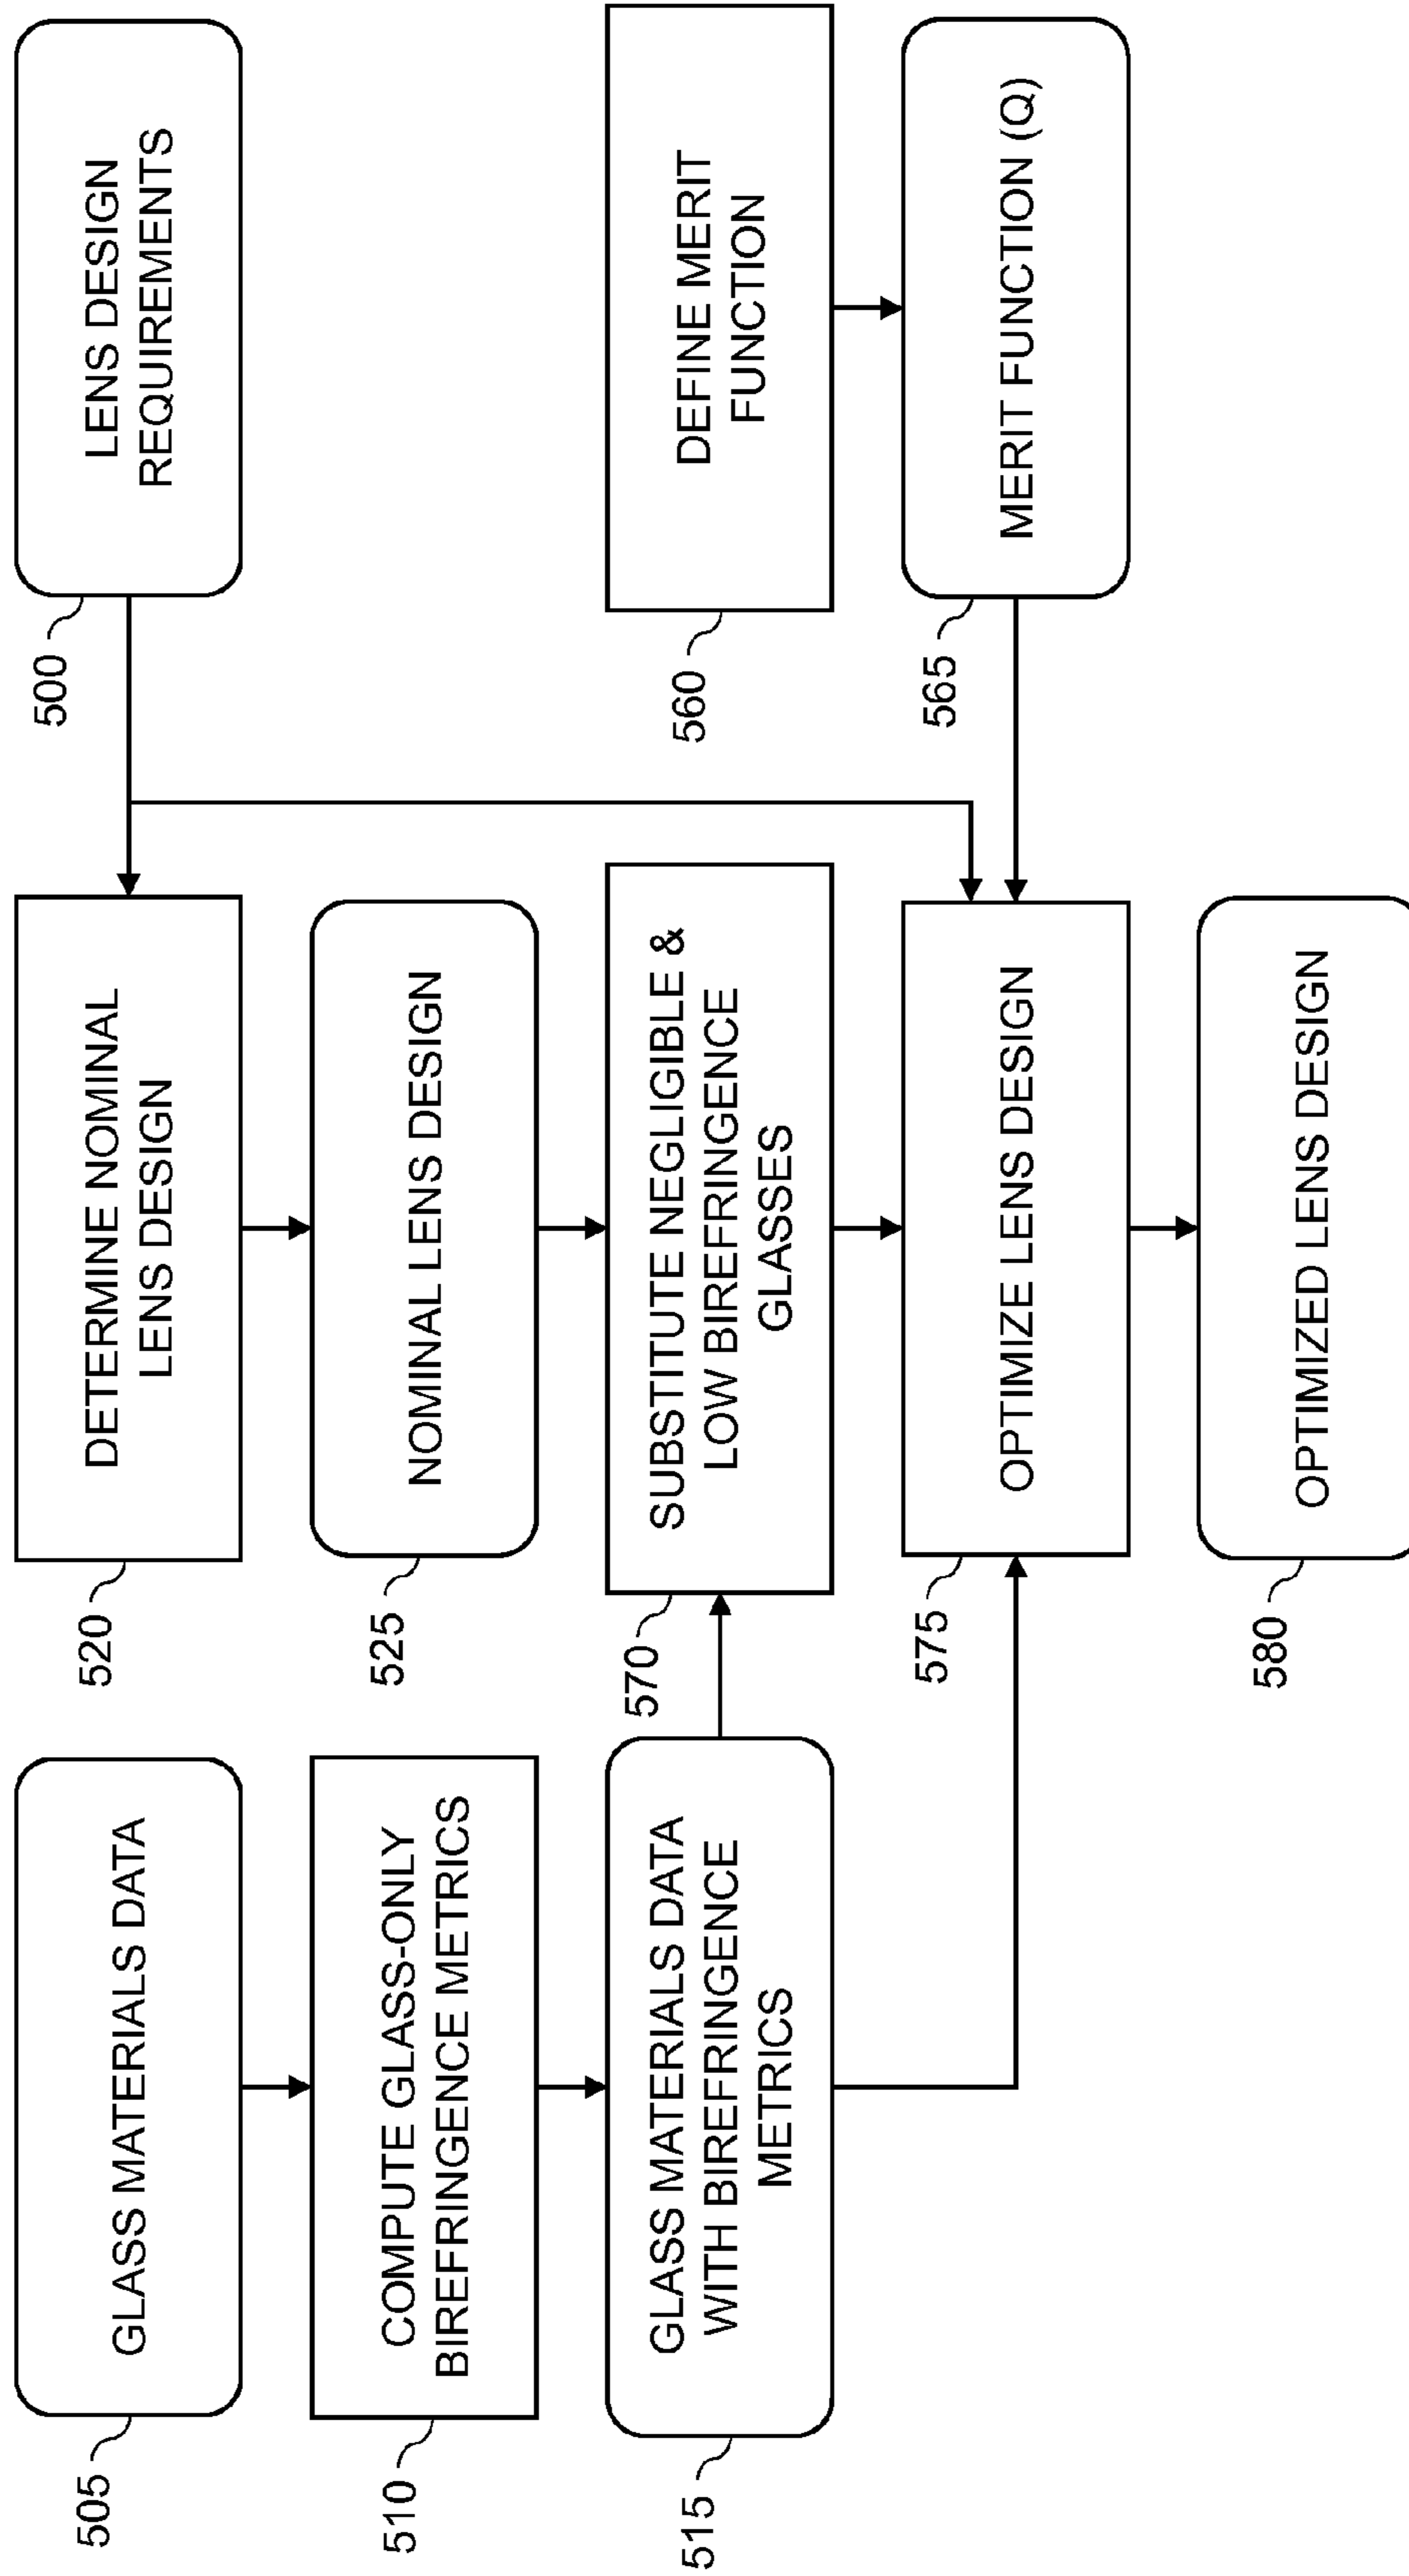 505
GLASS MATERIALS DATA
510
COMPUTE GLASS-ONLY
BIREFRINGENCE METRICS
515
GLASS MATERIALS DATA
WITH BIREFRINGENCE
METRICS
520
DETERMINE NOMINAL
LENS DESIGN
525
NOMINAL LENS DESIGN
570
SUBSTITUTE NEGLIGIBLE &
LOW BIREFRINGENCE
GLASSES
575
OPTIMIZE LENS DESIGN
580
OPTIMIZED LENS DESIGN
500
LENS DESIGN
REQUIREMENTS
560
DEFINE MERIT
FUNCTION
565
MERIT FUNCTION (Q)